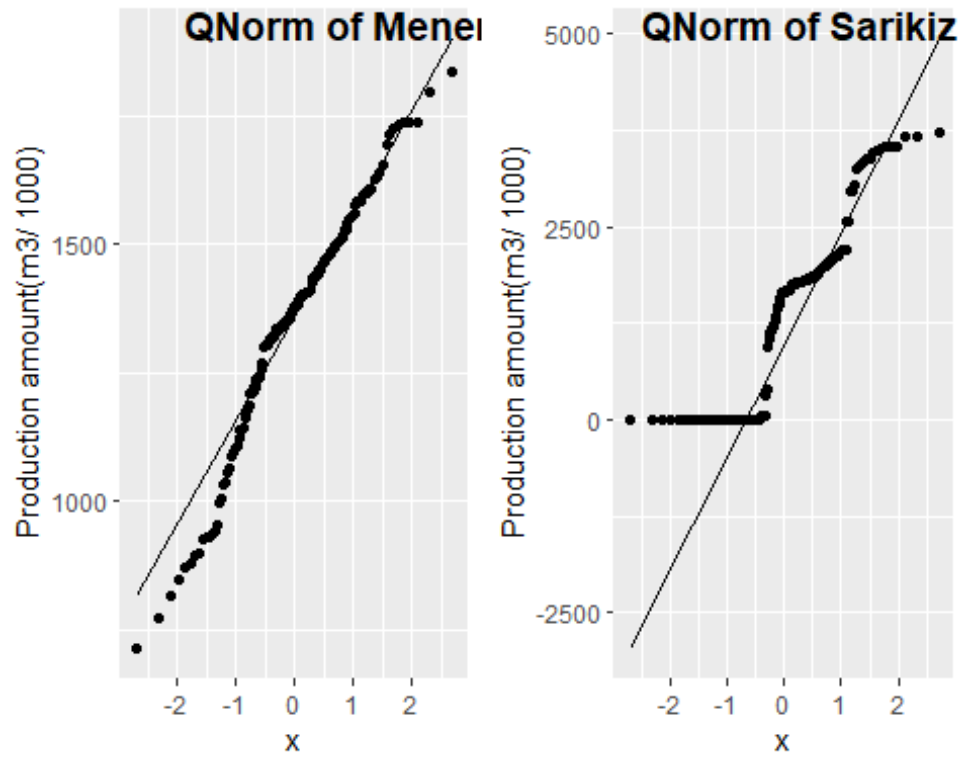 QNorm of Mener
Production amount(m3/ 1000)
1500
1000
-2
-1
0
1
2
x
QNorm of Sarikiz
Production amount(m3/ 1000)
5000
2500
0
-2500
-2
-1
0
1
2
x